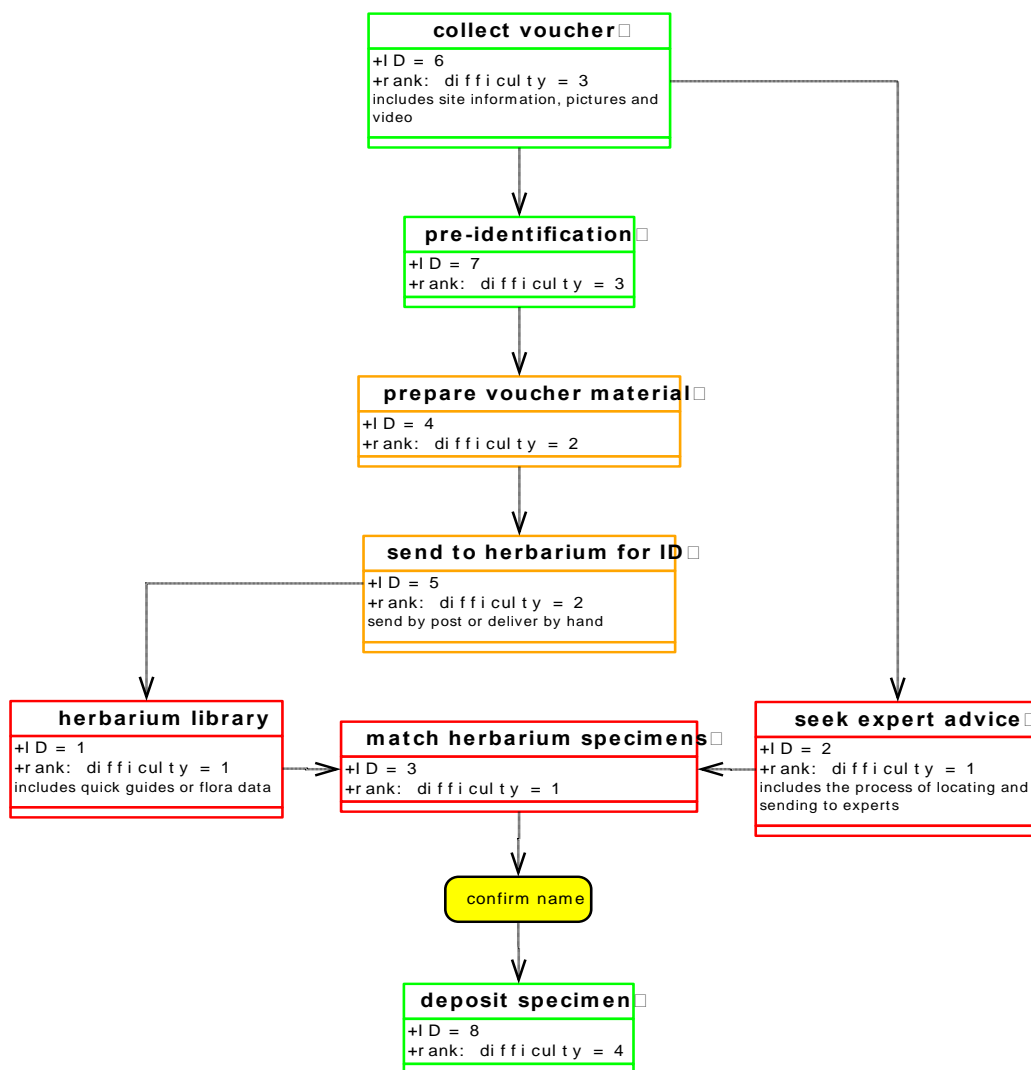 collect voucher
+ID = 6
+rank: difficulty = 3
includes site information, pictures and
video
pre-identification
+ID = 7
+rank: difficulty = 3
prepare voucher material
+ID = 4
+rank: difficulty = 2
send to herbarium for ID
+ID = 5
+rank: difficulty = 2
send by post or deliver by hand
herbarium library
+ID = 1
+rank: difficulty = 1
includes quick guides or flora data
match herbarium specimens
+ID = 3
+rank: difficulty = 1
seek expert advice
+ID = 2
+rank: difficulty = 1
includes the process of locating and
sending to experts
confirm name
deposit specimen
+ID = 8
+rank: difficulty = 4